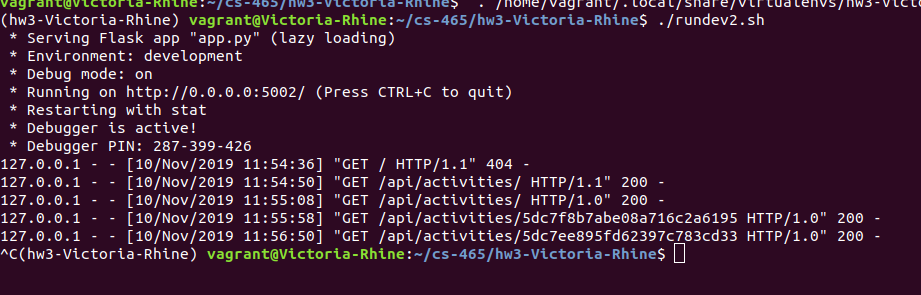 vagrant@Victoria-Rhine:~/cs-465/hw3-Victoria-Rhine$ . /home/vagrant/.local/share/virtualenvs/hw3-Victo
(hw3-Victoria-Rhine) vagrant@Victoria-Rhine:~/cs-465/hw3-Victoria-Rhine$ ./rundev2.sh
 * Serving Flask app "app.py" (lazy loading)
 * Environment: development
 * Debug mode: on
 * Running on http://0.0.0.0:5002/ (Press CTRL+C to quit)
 * Restarting with stat
 * Debugger is active!
 * Debugger PIN: 287-399-426
127.0.0.1 - - [10/Nov/2019 11:54:36] "GET / HTTP/1.1" 404 -
127.0.0.1 - - [10/Nov/2019 11:54:50] "GET /api/activities/ HTTP/1.1" 200 -
127.0.0.1 - - [10/Nov/2019 11:55:08] "GET /api/activities/ HTTP/1.0" 200 -
127.0.0.1 - - [10/Nov/2019 11:55:58] "GET /api/activities/5dc7f8b7abe08a716c2a6195 HTTP/1.0" 200 -
127.0.0.1 - - [10/Nov/2019 11:56:50] "GET /api/activities/5dc7ee895fd62397c783cd33 HTTP/1.0" 200 -
^C(hw3-Victoria-Rhine) vagrant@Victoria-Rhine:~/cs-465/hw3-Victoria-Rhine$